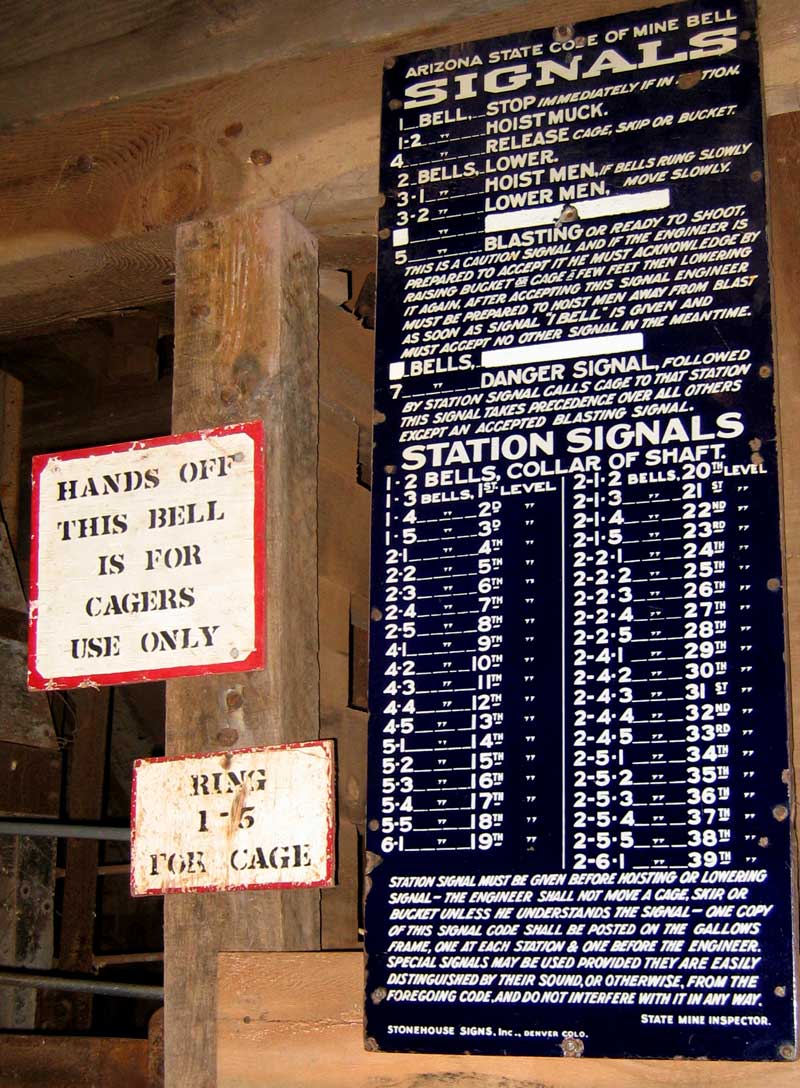 ARIZONA STATE CODE OF MINE BELL
SIGNALS
1 BELL, STOP IMMEDIATELY IF IN
1-2 " HOIST MUCK.
4 " RELEASE CAGE, SKIP OR BUCKET.
2 BELLS, LOWER.
3-1 " HOIST MEN, IF BELLS RUNG SLOWLY
3-2 " LOWER MEN, MOVE SLOWLY.
"
5 " BLASTING OR READY TO SHOOT.
THIS IS A CAUTION SIGNAL AND IF THE ENGINEER IS
PREPARED TO ACCEPT IT HE MUST ACKNOWLEDGE BY
RAISING BUCKET OR CAGE A FEW FEET THEN LOWERING
IT AGAIN. AFTER ACCEPTING THIS SIGNAL ENGINEER
MUST BE PREPARED TO HOIST MEN AWAY FROM BLAST
AS SOON AS SIGNAL "1 BELL" IS GIVEN AND
MUST ACCEPT NO OTHER SIGNAL IN THE MEANTIME.
BELLS,
7 " DANGER SIGNAL, FOLLOWED
BY STATION SIGNAL CALLS CAGE TO THAT STATION
THIS SIGNAL TAKES PRECEDENCE OVER ALL OTHERS
EXCEPT AN ACCEPTED BLASTING SIGNAL.
STATION SIGNALS
1-2 BELLS, COLLAR OF SHAFT.
1-3 BELLS, 1ST LEVEL
1-4 " 2D "
1-5 " 3D "
2-1 " 4TH "
2-2 " 5TH "
2-3 " 6TH "
2-4 " 7TH "
2-5 " 8TH "
4-1 " 9TH "
4-2 " 10TH "
4-3 " 11TH "
4-4 " 12TH "
4-5 " 13TH "
5-1 " 14TH "
5-2 " 15TH "
5-3 " 16TH "
5-4 " 17TH "
5-5 " 18TH "
6-1 " 19TH "
2-1-2 BELLS, 20TH LEVEL
2-1-3 " 21ST "
2-1-4 " 22ND "
2-1-5 " 23RD "
2-2-1 " 24TH "
2-2-2 " 25TH "
2-2-3 " 26TH "
2-2-4 " 27TH "
2-2-5 " 28TH "
2-4-1 " 29TH "
2-4-2 " 30TH "
2-4-3 " 31ST "
2-4-4 " 32ND "
2-4-5 " 33RD "
2-5-1 " 34TH "
2-5-2 " 35TH "
2-5-3 " 36TH "
2-5-4 " 37TH "
2-5-5 " 38TH "
2-6-1 " 39TH "
STATION SIGNAL MUST BE GIVEN BEFORE HOISTING OR LOWERING
SIGNAL - THE ENGINEER SHALL NOT MOVE A CAGE, SKIP, OR
BUCKET UNLESS HE UNDERSTANDS THE SIGNAL - ONE COPY
OF THIS SIGNAL CODE SHALL BE POSTED ON THE GALLOWS
FRAME, ONE AT EACH STATION & ONE BEFORE THE ENGINEER.
SPECIAL SIGNALS MAY BE USED PROVIDED THEY ARE EASILY
DISTINGUISHED BY THEIR SOUND, OR OTHERWISE, FROM THE
FOREGOING CODE, AND DO NOT INTERFERE WITH IT IN ANY WAY.
STATE MINE INSPECTOR.
STONEHOUSE SIGNS, Inc., DENVER COLO.
HANDS OFF
THIS BELL
IS FOR
CAGERS
USE ONLY
RING
1-5
FOR CAGE